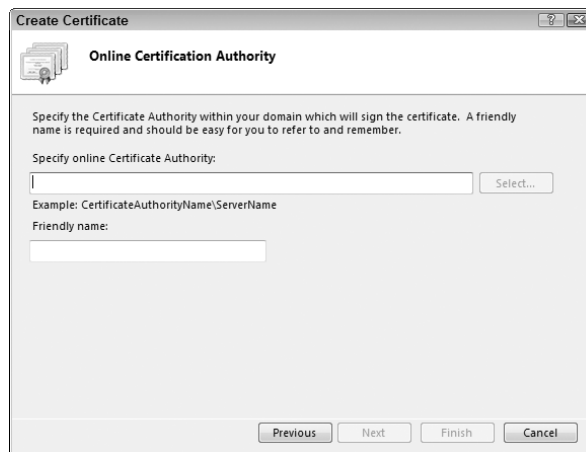 Create Certificate
Online Certification Authority
Specify the Certificate Authority within your domain which will sign the certificate. A friendly
name is required and should be easy for you to refer to and remember.
Specify online Certificate Authority:
Select...
Example: CertificateAuthorityName\ServerName
Friendly name:
Previous Next Finish Cancel